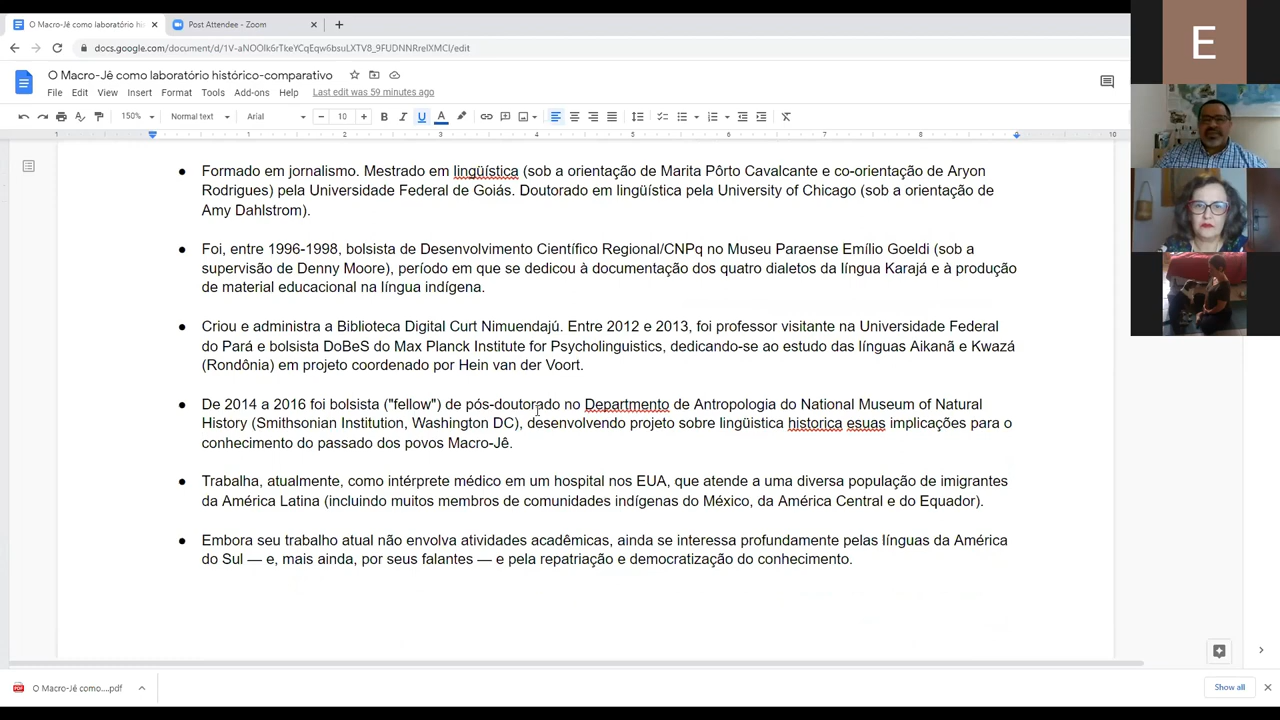 O Macro-Jê como laboratório his
Post Attendee - Zoom
docs.google.com/document/d/1V-aNOOlk6rTkeYCqEqw6bsuLXTV8_9FUDNNRrelXMCI/edit
O Macro-Jê como laboratório histórico-comparativo
File Edit View Insert Format Tools Add-ons Help Last edit was 59 minutes ago
150% Normal text Arial 10 B I U A
1 1 2 3 4 5 6 7 8 9 10
Formado em jornalismo. Mestrado em lingüística (sob a orientação de Marita Pôrto Cavalcante e co-orientação de Aryon
Rodrigues) pela Universidade Federal de Goiás. Doutorado em lingüística pela University of Chicago (sob a orientação de
Amy Dahlstrom).
Foi, entre 1996-1998, bolsista de Desenvolvimento Científico Regional/CNPq no Museu Paraense Emílio Goeldi (sob a
supervisão de Denny Moore), período em que se dedicou à documentação dos quatro dialetos da língua Karajá e à produção
de material educacional na língua indígena.
Criou e administra a Biblioteca Digital Curt Nimuendajú. Entre 2012 e 2013, foi professor visitante na Universidade Federal
do Pará e bolsista DoBeS do Max Planck Institute for Psycholinguistics, dedicando-se ao estudo das línguas Aikanã e Kwazá
(Rondônia) em projeto coordenado por Hein van der Voort.
De 2014 a 2016 foi bolsista ("fellow") de pós-doutorado no Departmento de Antropologia do National Museum of Natural
History (Smithsonian Institution, Washington DC), desenvolvendo projeto sobre lingüistica historica esuas implicações para o
conhecimento do passado dos povos Macro-Jê.
Trabalha, atualmente, como intérprete médico em um hospital nos EUA, que atende a uma diversa população de imigrantes
da América Latina (incluindo muitos membros de comunidades indígenas do México, da América Central e do Equador).
Embora seu trabalho atual não envolva atividades acadêmicas, ainda se interessa profundamente pelas línguas da América
do Sul — e, mais ainda, por seus falantes — e pela repatriação e democratização do conhecimento.
O Macro-Jê como....pdf
Show all
E